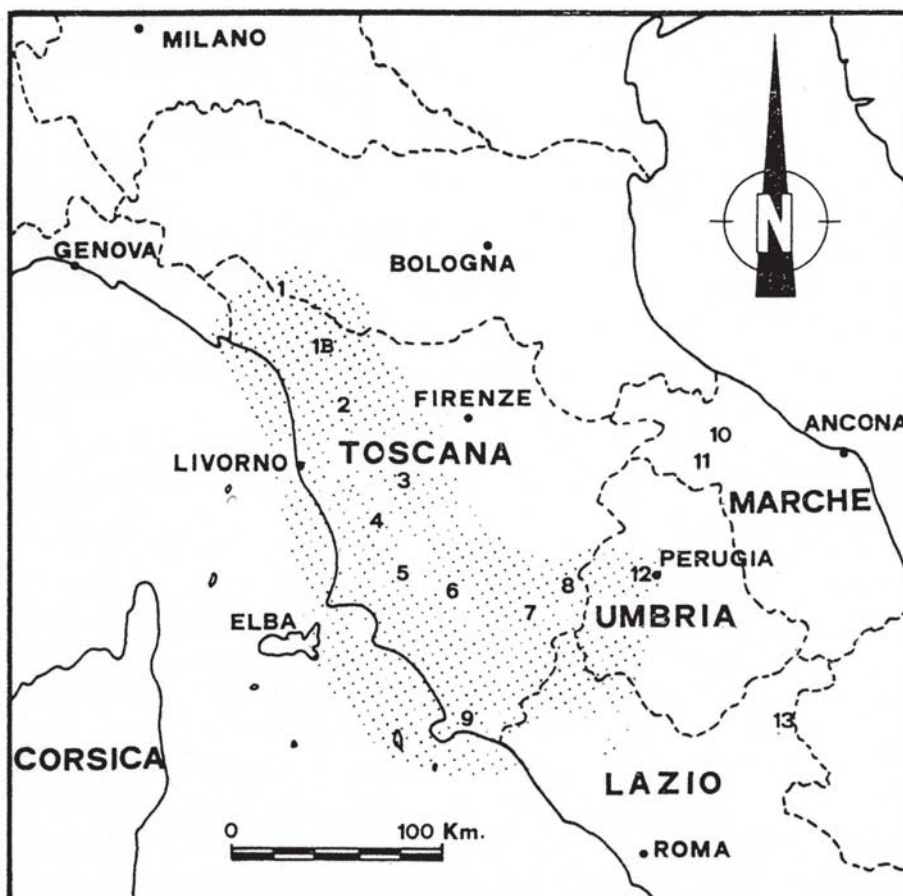 MILANO
N
GENOVA
BOLOGNA
1
1B
2
FIRENZE
ANCONA
10
LIVORNO
TOSCANA
11
3
MARCHE
4
5
6
8
12
PERUGIA
7
UMBRIA
ELBA
9
13
CORSICA
LAZIO
0
100 Km.
ROMA